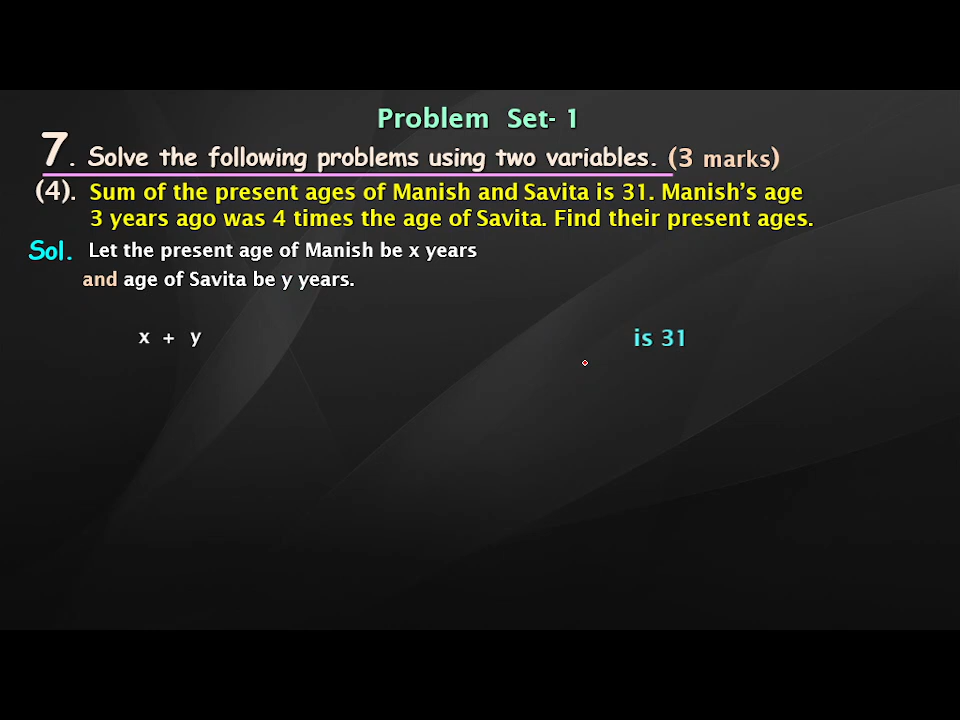 Problem Set- 1
7. Solve the following problems using two variables. (3 marks)
(4). Sum of the present ages of Manish and Savita is 31. Manish's age
3 years ago was 4 times the age of Savita. Find their present ages.
Sol. Let the present age of Manish be x years
and age of Savita be y years.
x + y is 31